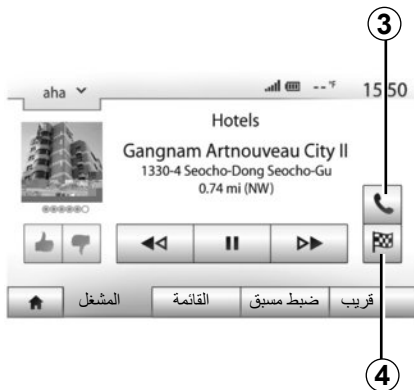 3
aha -- °F 15 50
Hotels
Gangnam Artnouveau City II
1330-4 Seocho-Dong Seocho-Gu
0.74 mi (NW)
المشغل القائمة ضبط مسبق قريب
4